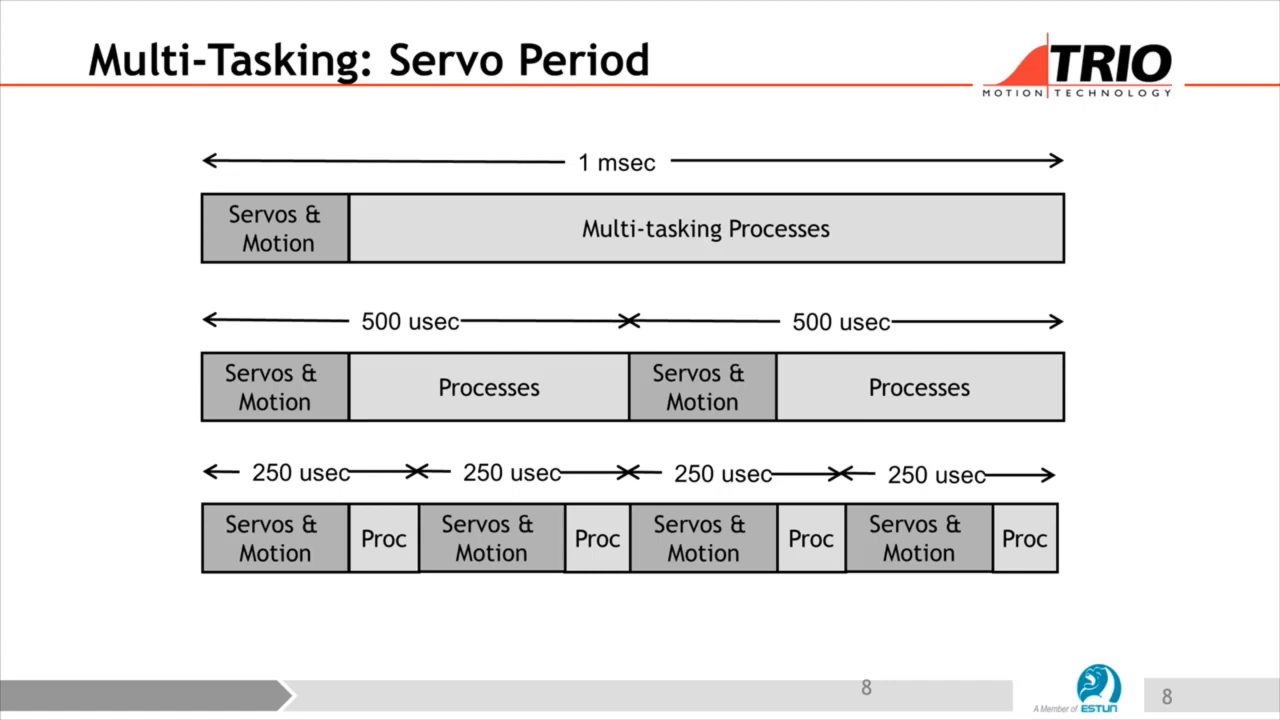 Multi-Tasking: Servo Period
TRIO
MOTION TECHNOLOGY
1 msec
Servos &
Motion
Multi-tasking Processes
500 usec
500 usec
Servos &
Motion
Processes
Servos &
Motion
Processes
250 usec
250 usec
250 usec
250 usec
Servos &
Motion
Proc
Servos &
Motion
Proc
Servos &
Motion
Proc
Servos &
Motion
Proc
8
A Member of ESTUN
8